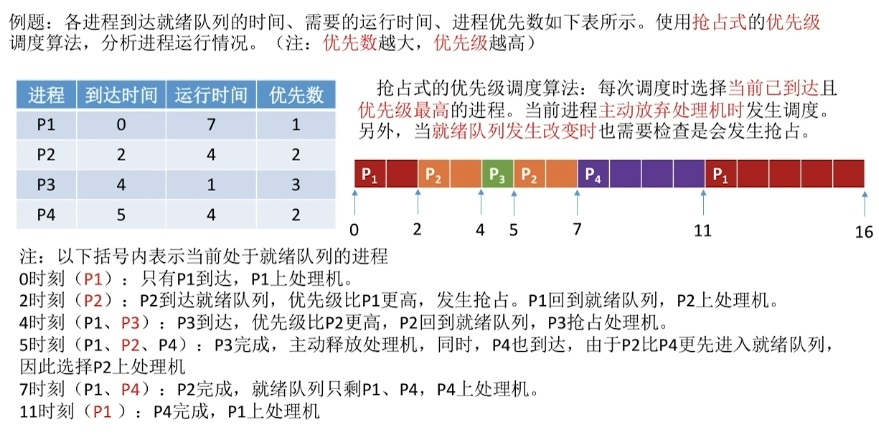 例题：各进程到达就绪队列的时间、需要的运行时间、进程优先数如下表所示。使用抢占式的优先级
调度算法，分析进程运行情况。（注：优先数越大，优先级越高）
进程 到达时间 运行时间 优先数
P1 0 7 1
P2 2 4 2
P3 4 1 3
P4 5 4 2
抢占式的优先级调度算法：每次调度时选择当前已到达且
优先级最高的进程。当前进程主动放弃处理机时发生调度。
另外，当就绪队列发生改变时也需要检查是会发生抢占。
P1 P2 P3 P2 P4 P1
0 2 4 5 7 11 16
注：以下括号内表示当前处于就绪队列的进程
0时刻（P1）：只有P1到达，P1上处理机。
2时刻（P2）：P2到达就绪队列，优先级比P1更高，发生抢占。P1回到就绪队列，P2上处理机。
4时刻（P1、P3）：P3到达，优先级比P2更高，P2回到就绪队列，P3抢占处理机。
5时刻（P1、P2、P4）：P3完成，主动释放处理机，同时，P4也到达，由于P2比P4更先进入就绪队列，
因此选择P2上处理机
7时刻（P1、P4）：P2完成，就绪队列只剩P1、P4，P4上处理机。
11时刻（P1 ）：P4完成，P1上处理机